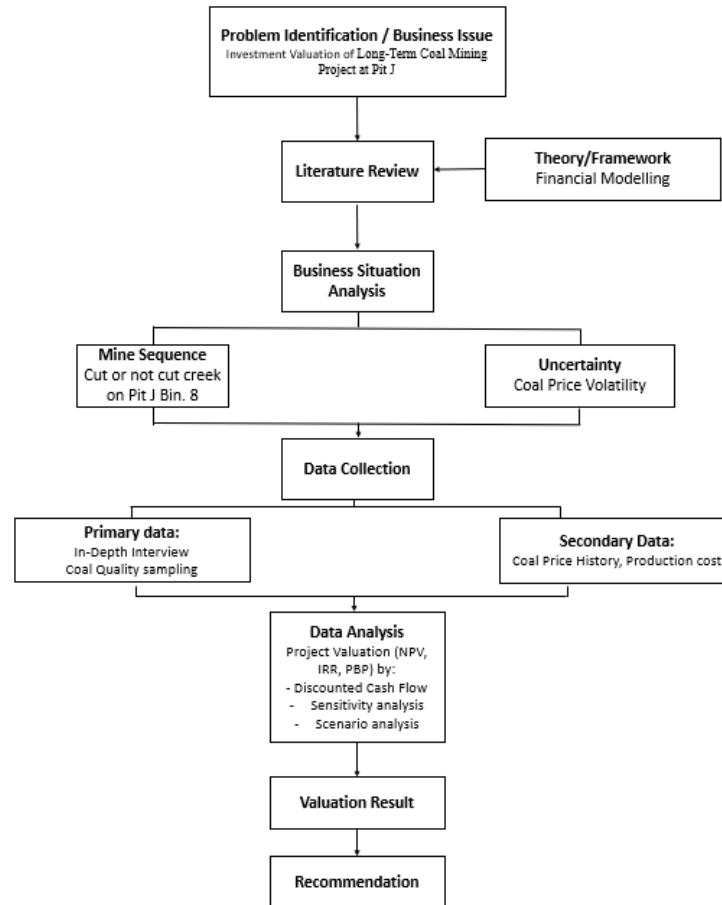 Problem Identification / Business Issue
Investment Valuation of Long-Term Coal Mining
Project at Pit J
Literature Review
Theory/Framework
Financial Modelling
Business Situation
Analysis
Mine Sequence
Cut or not cut creek
on Pit J Bin. 8
Uncertainty
Coal Price Volatility
Data Collection
Primary data:
In-Depth Interview
Coal Quality sampling
Secondary Data:
Coal Price History, Production cost
Data Analysis
Project Valuation (NPV,
IRR, PBP) by:
- Discounted Cash Flow
- Sensitivity analysis
- Scenario analysis
Valuation Result
Recommendation